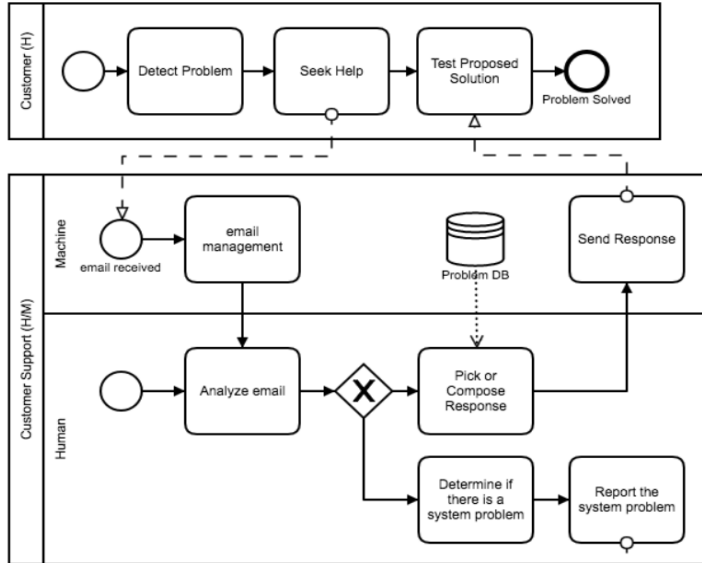 Customer (H)
Detect Problem
Seek Help
Test Proposed
Solution
Problem Solved
Customer Support (H/M)
Machine
email received
email
management
Problem DB
Send Response
Human
Analyze email
X
Pick or
Compose
Response
Determine if
there is a
system problem
Report the
system problem